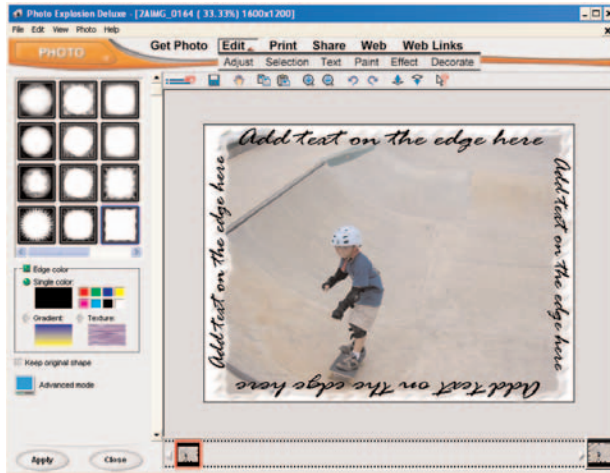 Photo Explosion Deluxe - [2AIMG_0164 ( 33.33%) 1600x1200]
File Edit View Photo Help
PHOTO
Get Photo Edit Print Share Web Web Links
Adjust Selection Text Paint Effect Decorate
Add text on the edge here
Add text on the edge here
Add text on the edge here
Add text on the edge here
Edge color
Single color:
Gradient: Texture:
Keep original shape
Advanced mode
Apply Close